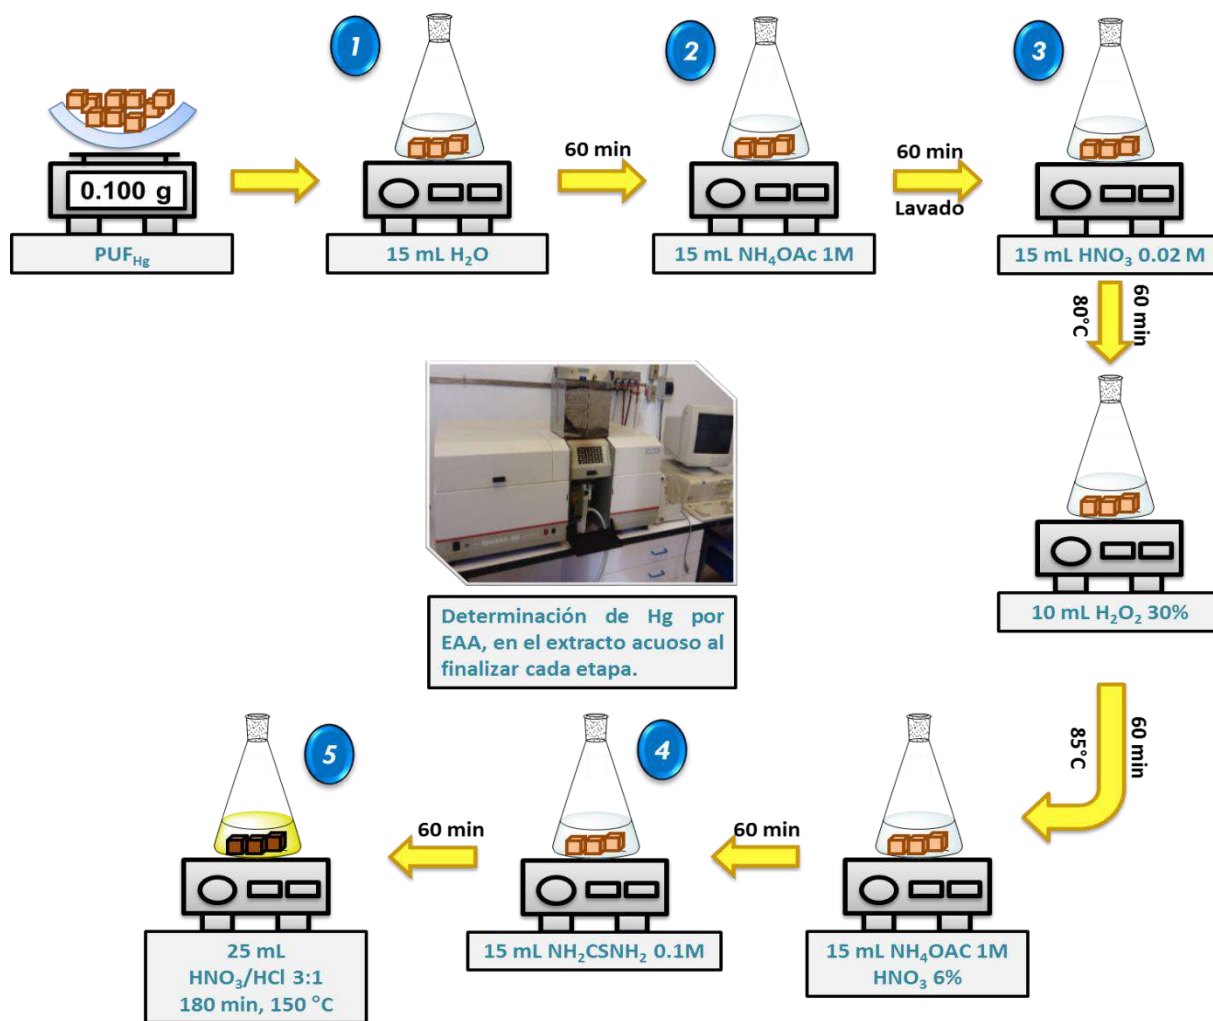 1
2
3
0.100 g
PUF_Hg
15 mL H₂O
60 min
15 mL NH₄OAc 1M
60 min
Lavado
15 mL HNO₃ 0.02 M
60 min
80°C
10 mL H₂O₂ 30%
Determinación de Hg por
EAA, en el extracto acuoso al
finalizar cada etapa.
60 min
85°C
15 mL NH₄OAC 1M
HNO₃ 6%
60 min
4
15 mL NH₂CSNH₂ 0.1M
60 min
5
25 mL
HNO₃/HCl 3:1
180 min, 150 °C